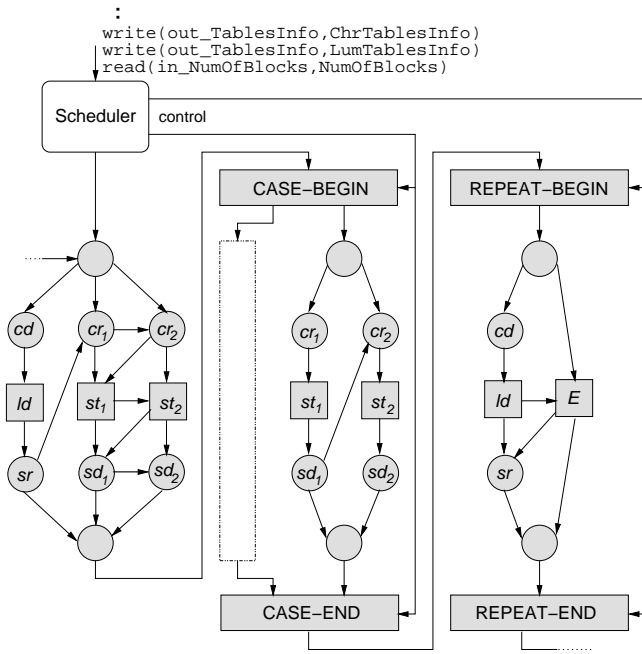 :
write(out_TablesInfo,ChrTablesInfo)
write(out_TablesInfo,LumTablesInfo)
read(in_NumOfBlocks,NumOfBlocks)
Scheduler
control
CASE–BEGIN
REPEAT–BEGIN
cd
cr1
cr2
cr1
cr2
cd
ld
st1
st2
st1
st2
ld
E
sr
sd1
sd2
sd1
sd2
sr
CASE–END
REPEAT–END